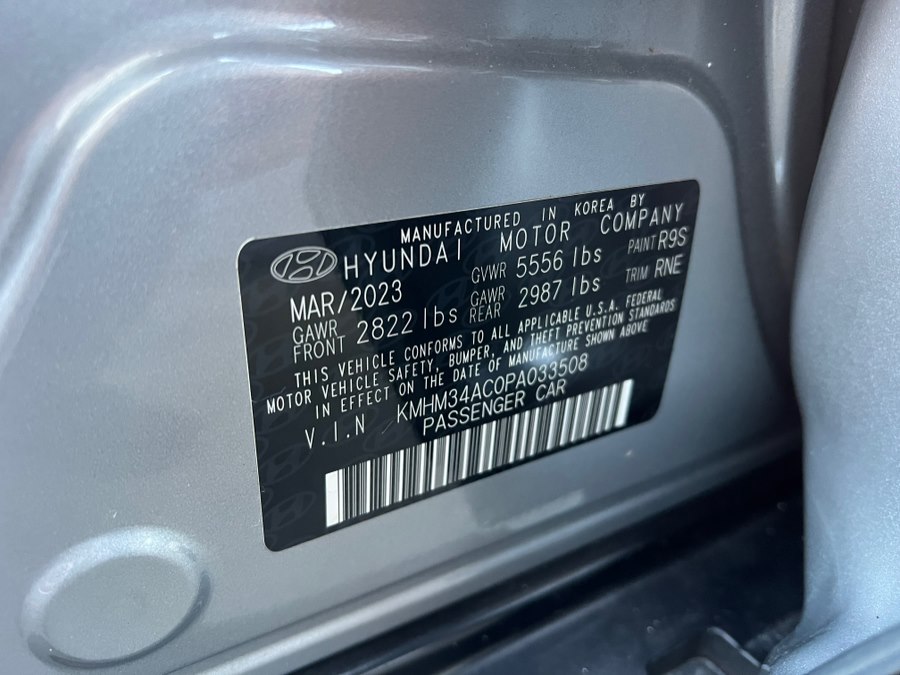 MANUFACTURED IN KOREA BY
HYUNDAI MOTOR COMPANY
MAR/2023 GVWR 5556 lbs PAINT R9S
GAWR FRONT 2822 lbs GAWR REAR 2987 lbs TRIM RNE
THIS VEHICLE CONFORMS TO ALL APPLICABLE U.S.A. FEDERAL
MOTOR VEHICLE SAFETY, BUMPER, AND THEFT PREVENTION STANDARDS
IN EFFECT ON THE DATE OF MANUFACTURE SHOWN ABOVE
V.I.N KMHM34AC0PA033508
PASSENGER CAR